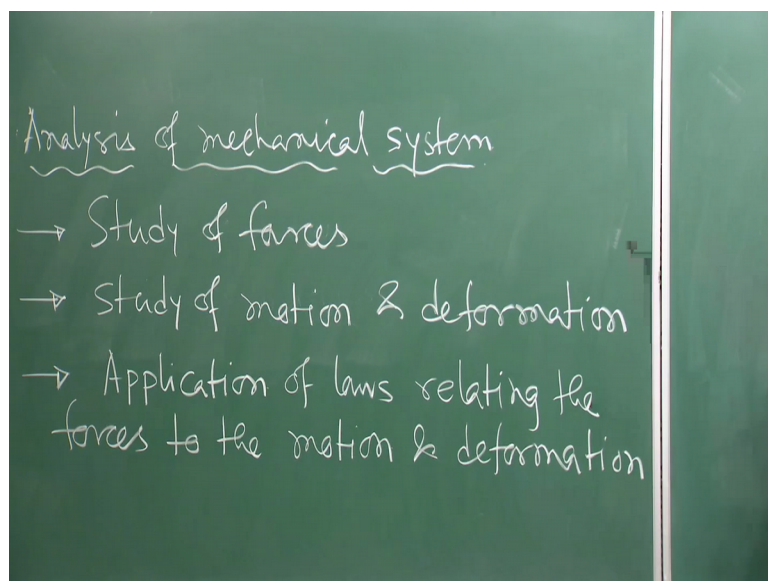 Analysis of mechanical system
→ Study of forces
→ Study of motion & deformation
→ Application of laws relating the
forces to the motion & deformation